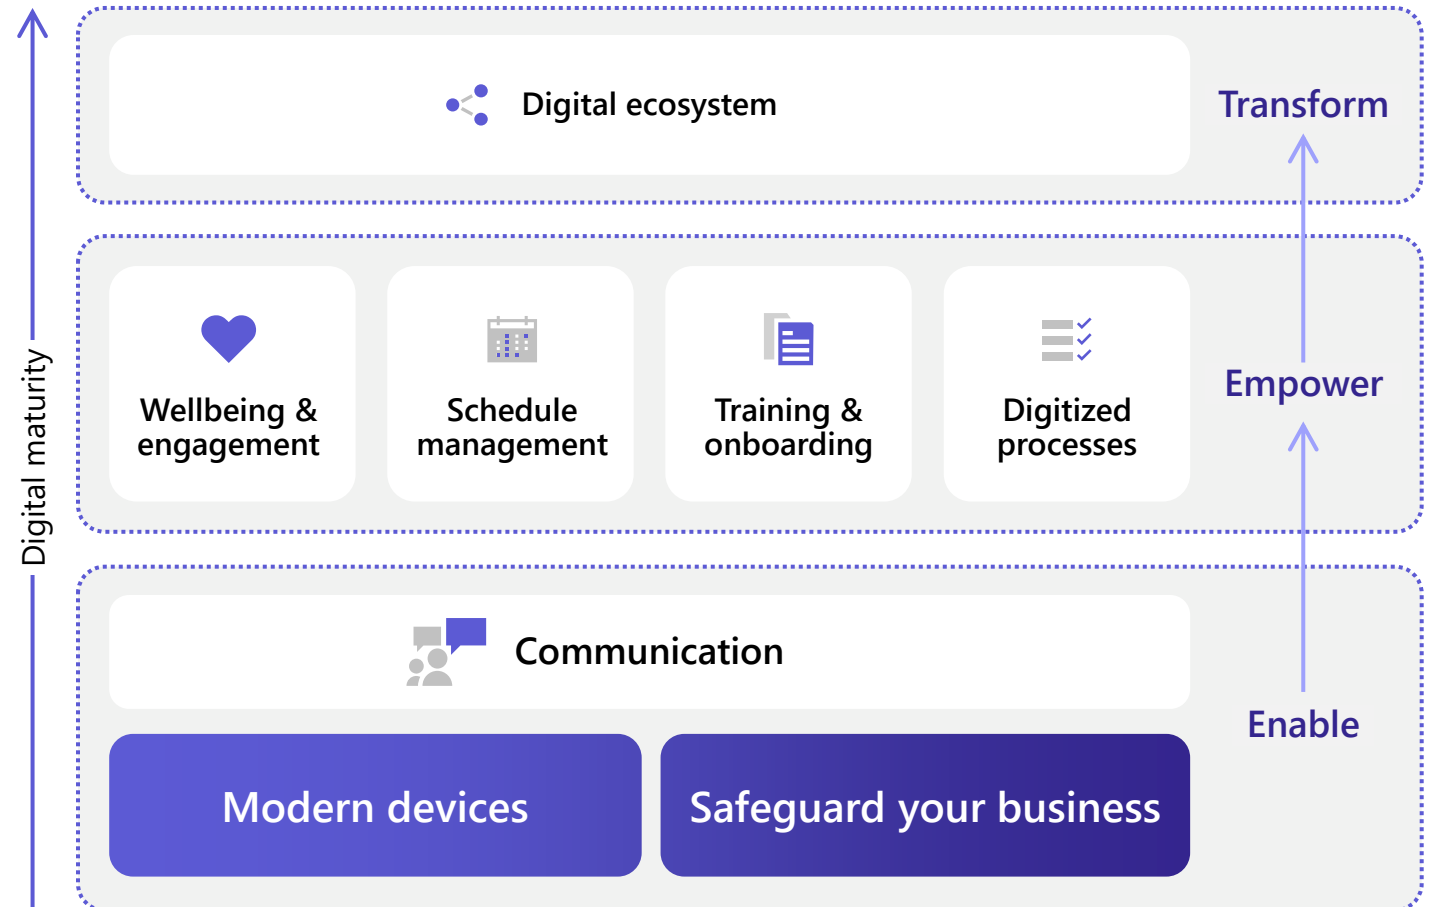 Digital maturity
Digital ecosystem
Transform
Wellbeing &
engagement
Schedule
management
Training &
onboarding
Digitized
processes
Empower
Communication
Enable
Modern devices
Safeguard your business